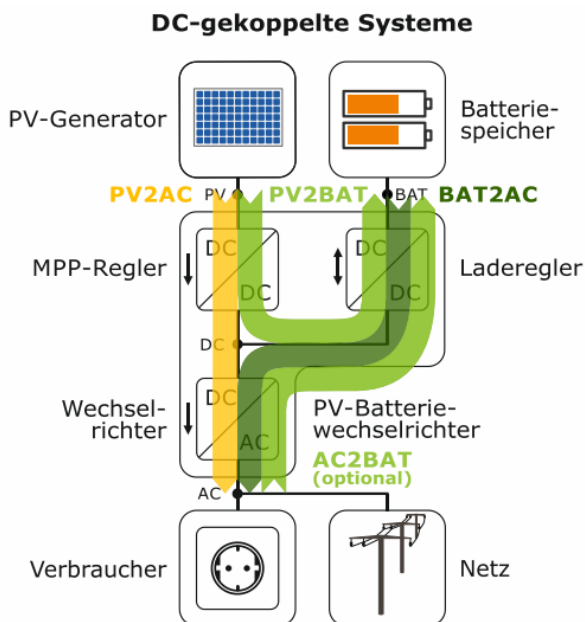 DC-gekoppelte Systeme
PV-Generator
Batterie-
speicher
PV2AC
PV
PV2BAT
BAT
BAT2AC
DC
DC
DC
DC
MPP-Regler
Laderegler
DC
DC
AC
Wechsel-
richter
PV-Batterie-
wechselrichter
AC2BAT
(optional)
AC
Verbraucher
Netz